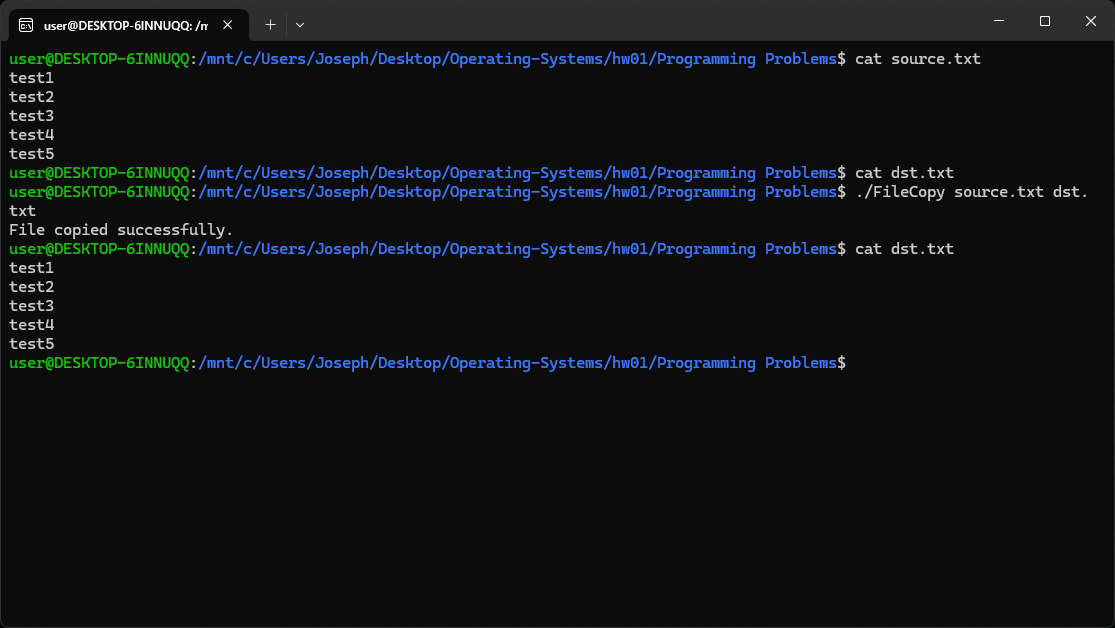 user@DESKTOP-6INNUQQ: /m
user@DESKTOP-6INNUQQ:/mnt/c/Users/Joseph/Desktop/Operating-Systems/hw01/Programming Problems$ cat source.txt
test1
test2
test3
test4
test5
user@DESKTOP-6INNUQQ:/mnt/c/Users/Joseph/Desktop/Operating-Systems/hw01/Programming Problems$ cat dst.txt
user@DESKTOP-6INNUQQ:/mnt/c/Users/Joseph/Desktop/Operating-Systems/hw01/Programming Problems$ ./FileCopy source.txt dst.
txt
File copied successfully.
user@DESKTOP-6INNUQQ:/mnt/c/Users/Joseph/Desktop/Operating-Systems/hw01/Programming Problems$ cat dst.txt
test1
test2
test3
test4
test5
user@DESKTOP-6INNUQQ:/mnt/c/Users/Joseph/Desktop/Operating-Systems/hw01/Programming Problems$